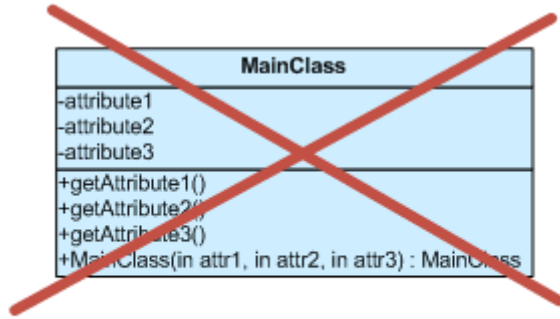 MainClass
-attribute1
-attribute2
-attribute3
+getAttribute1()
+getAttribute2()
+getAttribute3()
+MainClass(in attr1, in attr2, in attr3) : MainClass